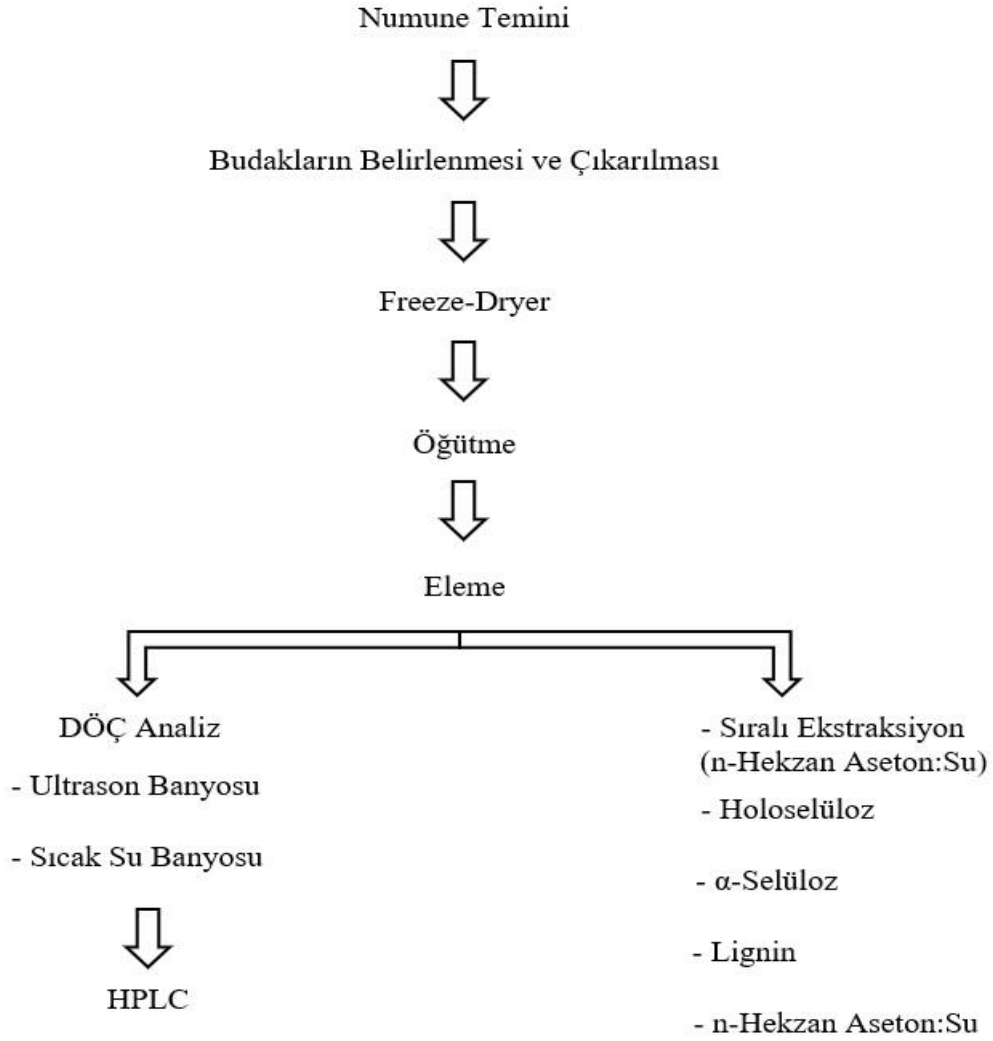 Numune Temini
Budakların Belirlenmesi ve Çıkarılması
Freeze-Dryer
Öğütme
Eleme
DÖÇ Analiz
- Ultrason Banyosu
- Sıcak Su Banyosu
HPLC
- Sıralı Ekstraksiyon
(n-Hekzan Aseton:Su)
- Holoselüloz
- α-Selüloz
- Lignin
- n-Hekzan Aseton:Su